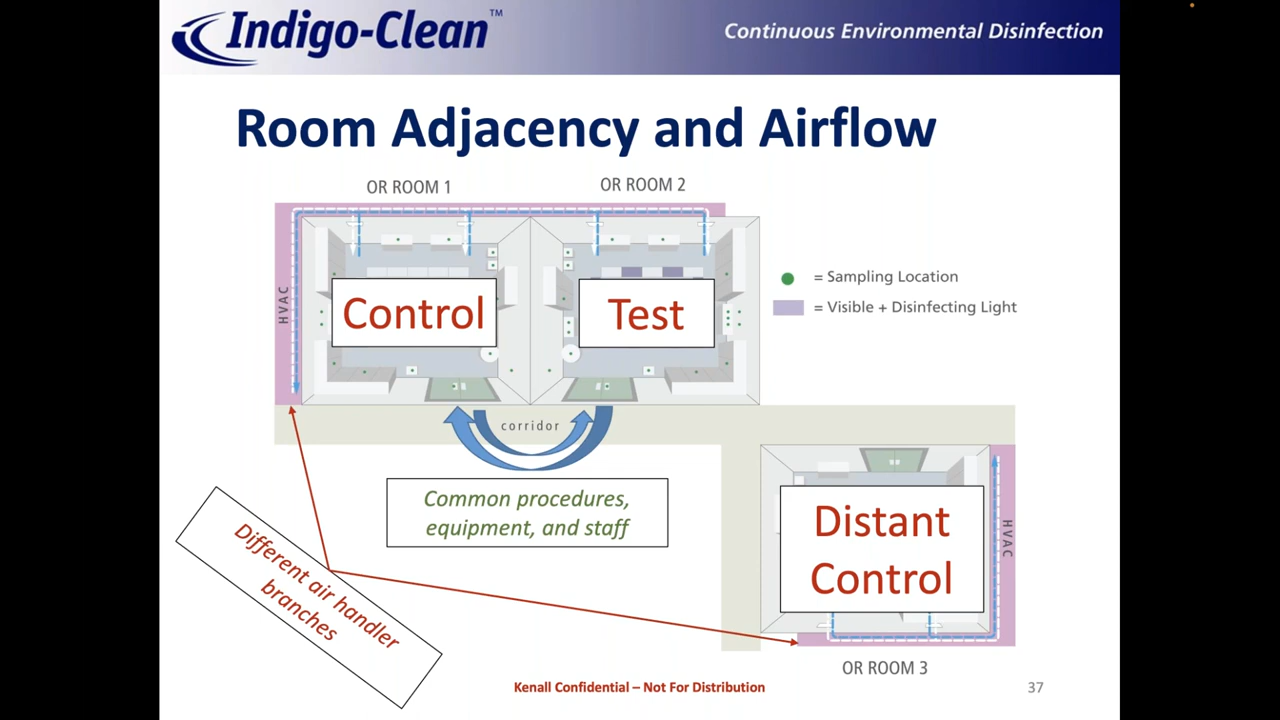 Indigo-Clean™
Continuous Environmental Disinfection
Room Adjacency and Airflow
OR ROOM 1
OR ROOM 2
HVAC
Control
Test
= Sampling Location
= Visible + Disinfecting Light
corridor
Common procedures,
equipment, and staff
Different air handler
branches
Distant
Control
HVAC
OR ROOM 3
Kenall Confidential – Not For Distribution
37